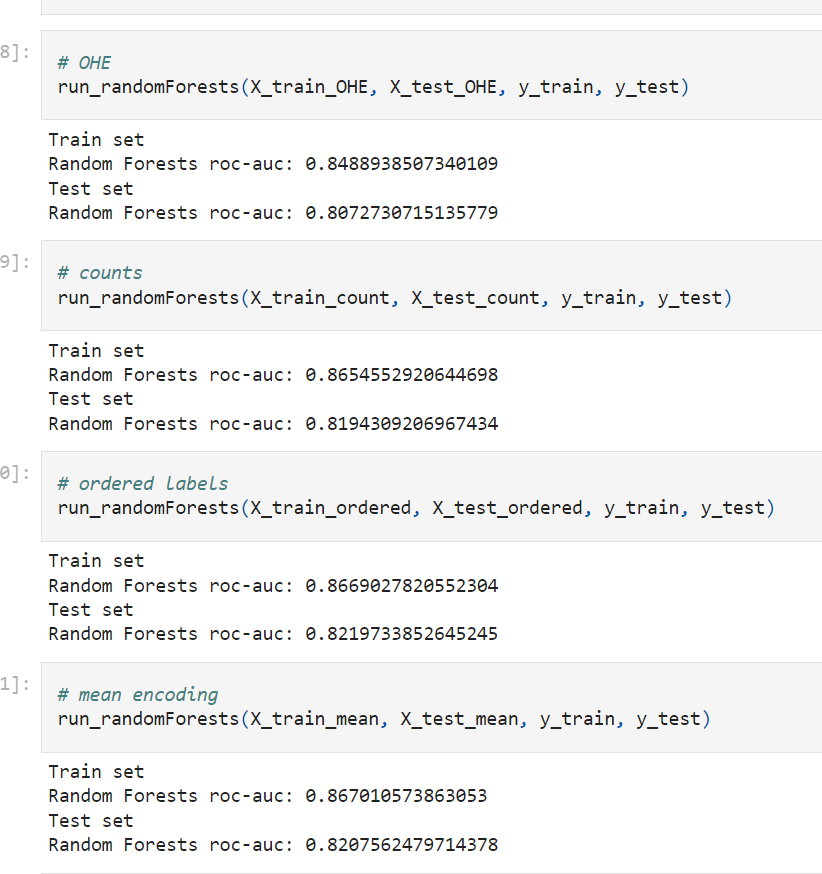 8]:
# OHE
run_randomForests(X_train_OHE, X_test_OHE, y_train, y_test)
Train set
Random Forests roc-auc: 0.8488938507340109
Test set
Random Forests roc-auc: 0.8072730715135779
9]:
# counts
run_randomForests(X_train_count, X_test_count, y_train, y_test)
Train set
Random Forests roc-auc: 0.8654552920644698
Test set
Random Forests roc-auc: 0.8194309206967434
0]:
# ordered labels
run_randomForests(X_train_ordered, X_test_ordered, y_train, y_test)
Train set
Random Forests roc-auc: 0.8669027820552304
Test set
Random Forests roc-auc: 0.8219733852645245
1]:
# mean encoding
run_randomForests(X_train_mean, X_test_mean, y_train, y_test)
Train set
Random Forests roc-auc: 0.867010573863053
Test set
Random Forests roc-auc: 0.8207562479714378